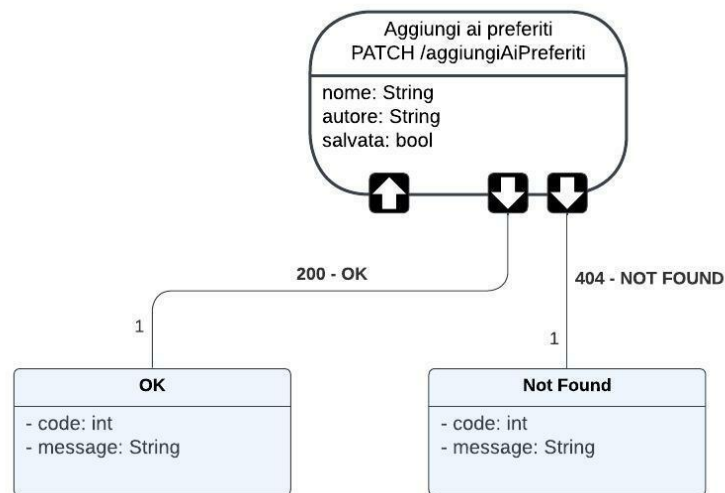 Aggiungi ai preferiti
PATCH /aggiungiAiPreferiti
nome: String
autore: String
salvata: bool
200 - OK
404 - NOT FOUND
1
1
OK
- code: int
- message: String
Not Found
- code: int
- message: String